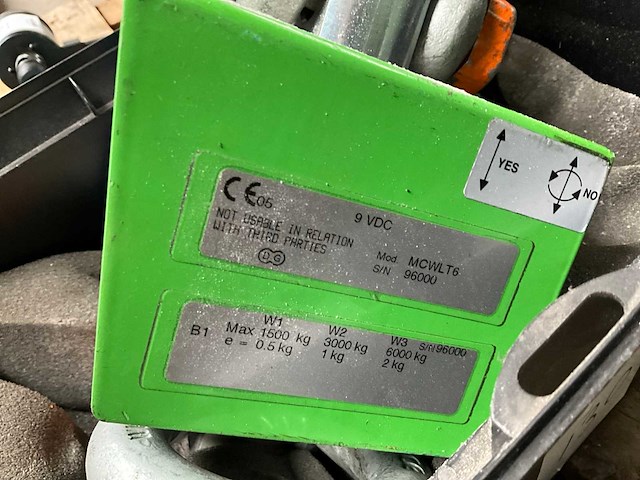 YES
NO
CE 05
9 VDC
NOT USABLE IN RELATION
WITH THIRD PARTIES
Mod MCWLT6
S/N 96000
W1 W2 W3 S/N 96000
B1 Max 1500 kg 3000 kg 6000 kg
e = 0.5 kg 1 kg 2 kg